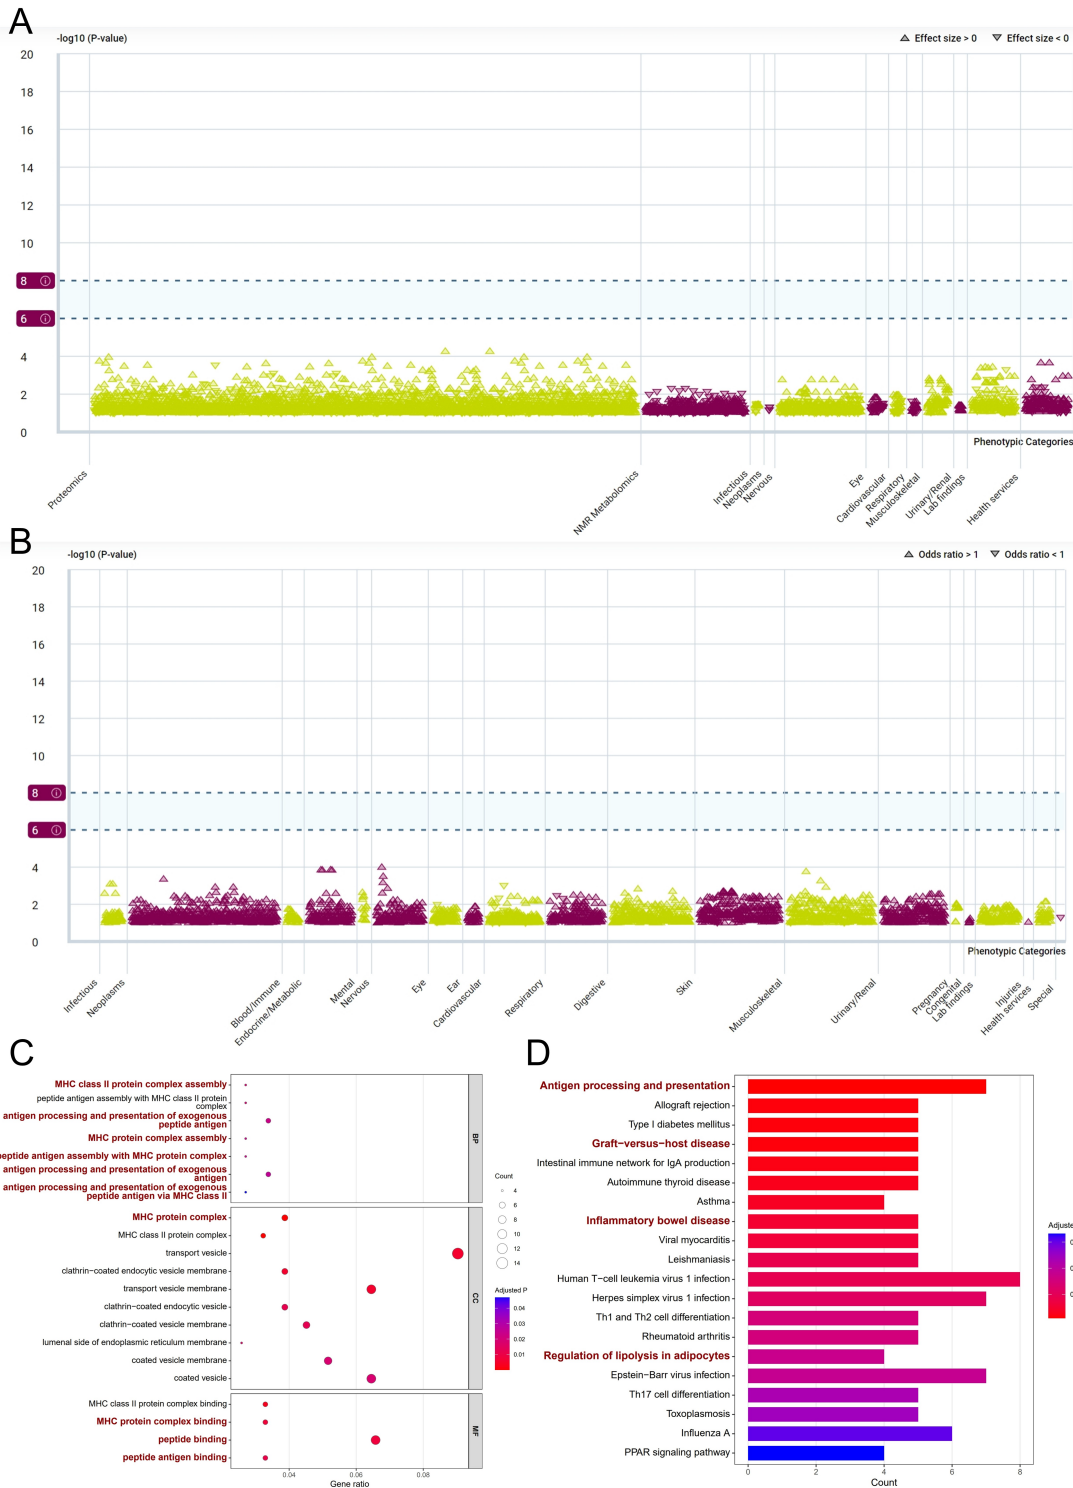 A
-log10 (P-value)
Effect size > 0
Effect size < 0
20
18
16
14
12
10
8
6
4
2
0
Phenotypic Categories
Proteomics
NMR Metabolomics
Infectious
Neoplasms
Nervous
Eye
Cardiovascular
Respiratory
Musculoskeletal
Urinary/Renal
Lab findings
Health services
B
-log10 (P-value)
Odds ratio > 1
Odds ratio < 1
20
18
16
14
12
10
8
6
4
2
0
Phenotypic Categories
Infectious
Neoplasms
Blood/Immune
Endocrine/Metabolic
Mental
Nervous
Eye
Ear
Cardiovascular
Respiratory
Digestive
Skin
Musculoskeletal
Urinary/Renal
Pregnancy
Congenital
Lab findings
Injuries
Health services
Special
C
MHC class II protein complex assembly
peptide antigen assembly with MHC class II protein
complex
antigen processing and presentation of exogenous
peptide antigen
MHC protein complex assembly
peptide antigen assembly with MHC protein complex
antigen processing and presentation of exogenous
antigen
antigen processing and presentation of exogenous
peptide antigen via MHC class II
BP
MHC protein complex
MHC class II protein complex
transport vesicle
clathrin-coated endocytic vesicle membrane
transport vesicle membrane
clathrin-coated endocytic vesicle
clathrin-coated vesicle membrane
lumenal side of endoplasmic reticulum membrane
coated vesicle membrane
coated vesicle
CC
MHC class II protein complex binding
MHC protein complex binding
peptide binding
peptide antigen binding
MF
0.04
0.06
0.08
Gene ratio
Count
4
6
8
10
12
14
Adjusted P
0.04
0.03
0.02
0.01
D
Antigen processing and presentation
Allograft rejection
Type I diabetes mellitus
Graft-versus-host disease
Intestinal immune network for IgA production
Autoimmune thyroid disease
Asthma
Inflammatory bowel disease
Viral myocarditis
Leishmaniasis
Human T-cell leukemia virus 1 infection
Herpes simplex virus 1 infection
Th1 and Th2 cell differentiation
Rheumatoid arthritis
Regulation of lipolysis in adipocytes
Epstein-Barr virus infection
Th17 cell differentiation
Toxoplasmosis
Influenza A
PPAR signaling pathway
0
2
4
6
8
Count